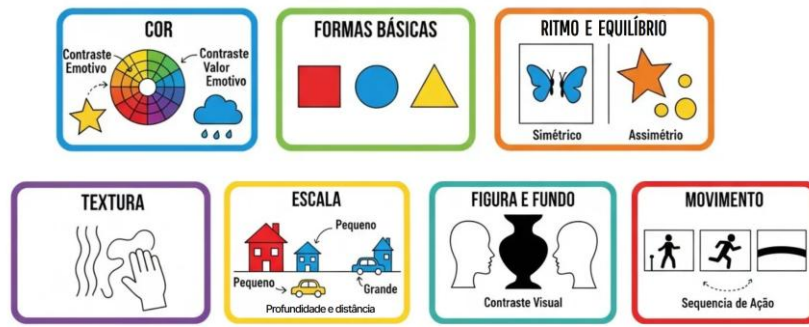 COR
Contraste
Emotivo
Contraste
Valor
Emotivo
FORMAS BÁSICAS
RITMO E EQUILÍBRIO
Simétrico
Assimétrio
TEXTURA
ESCALA
Pequeno
Pequeno
Grande
Profundidade e distância
FIGURA E FUNDO
Contraste Visual
MOVIMENTO
Sequencia de Ação